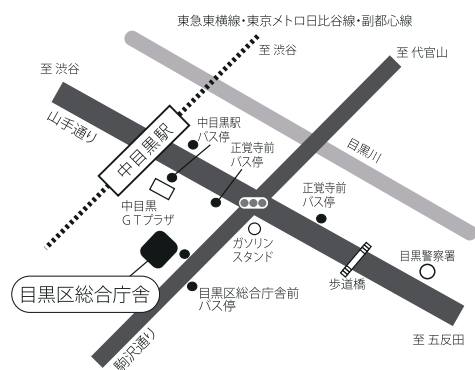 東急東横線・東京メトロ日比谷線・副都心線
至 渋谷
至 代官山
至 渋谷
山手通り
中目黒駅
中目黒駅
バス停
正覚寺前
バス停
目黒川
中目黒
GTプラザ
正覚寺前
バス停
ガソリン
スタンド
目黒警察署
歩道橋
目黒区総合庁舎
目黒区総合庁舎前
バス停
駒沢通り
至 五反田